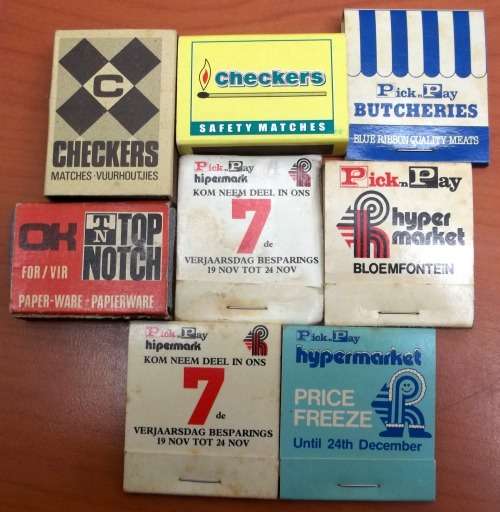 C
CHECKERS
MATCHES-VUURHOUTJES
Checkers
SAFETY MATCHES
Pick 'n Pay
BUTCHERIES
BLUE RIBBON QUALITY MEATS
OK
FOR/VIR
PAPER-WARE - PAPIERWARE
TN
TOP
NOTCH
Pick 'n Pay
hipermark
KOM NEEM DEEL IN ONS
7
de
VERJAARSDAG BESPARINGS
19 NOV TOT 24 NOV
Pick 'n Pay
hyper
market
BLOEMFONTEIN
Pick 'n Pay
hipermark
KOM NEEM DEEL IN ONS
7
de
VERJAARSDAG BESPARINGS
19 NOV TOT 24 NOV
Pick 'n Pay
hypermarket
PRICE
FREEZE
Until 24th December